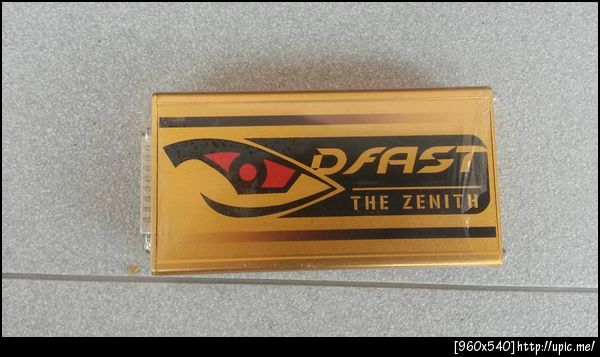 DFAST
THE ZENITH
[960x540]http://upic.me/